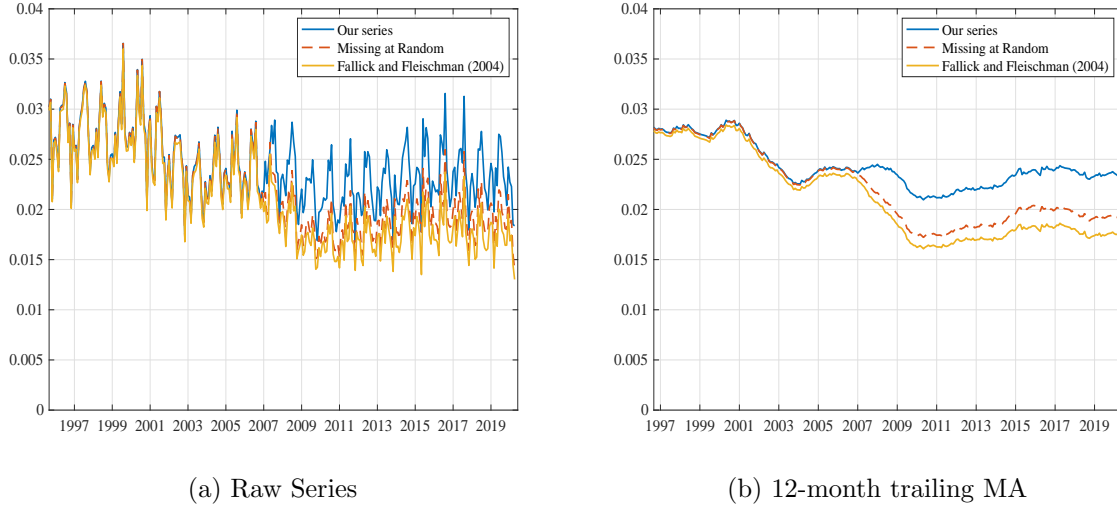 0.04
0.035
0.03
0.025
0.02
0.015
0.01
0.005
0
1997 1999 2001 2003 2005 2007 2009 2011 2013 2015 2017 2019
Our series
Missing at Random
Fallick and Fleischman (2004)
(a) Raw Series
0.04
0.035
0.03
0.025
0.02
0.015
0.01
0.005
0
1997 1999 2001 2003 2005 2007 2009 2011 2013 2015 2017 2019
Our series
Missing at Random
Fallick and Fleischman (2004)
(b) 12-month trailing MA